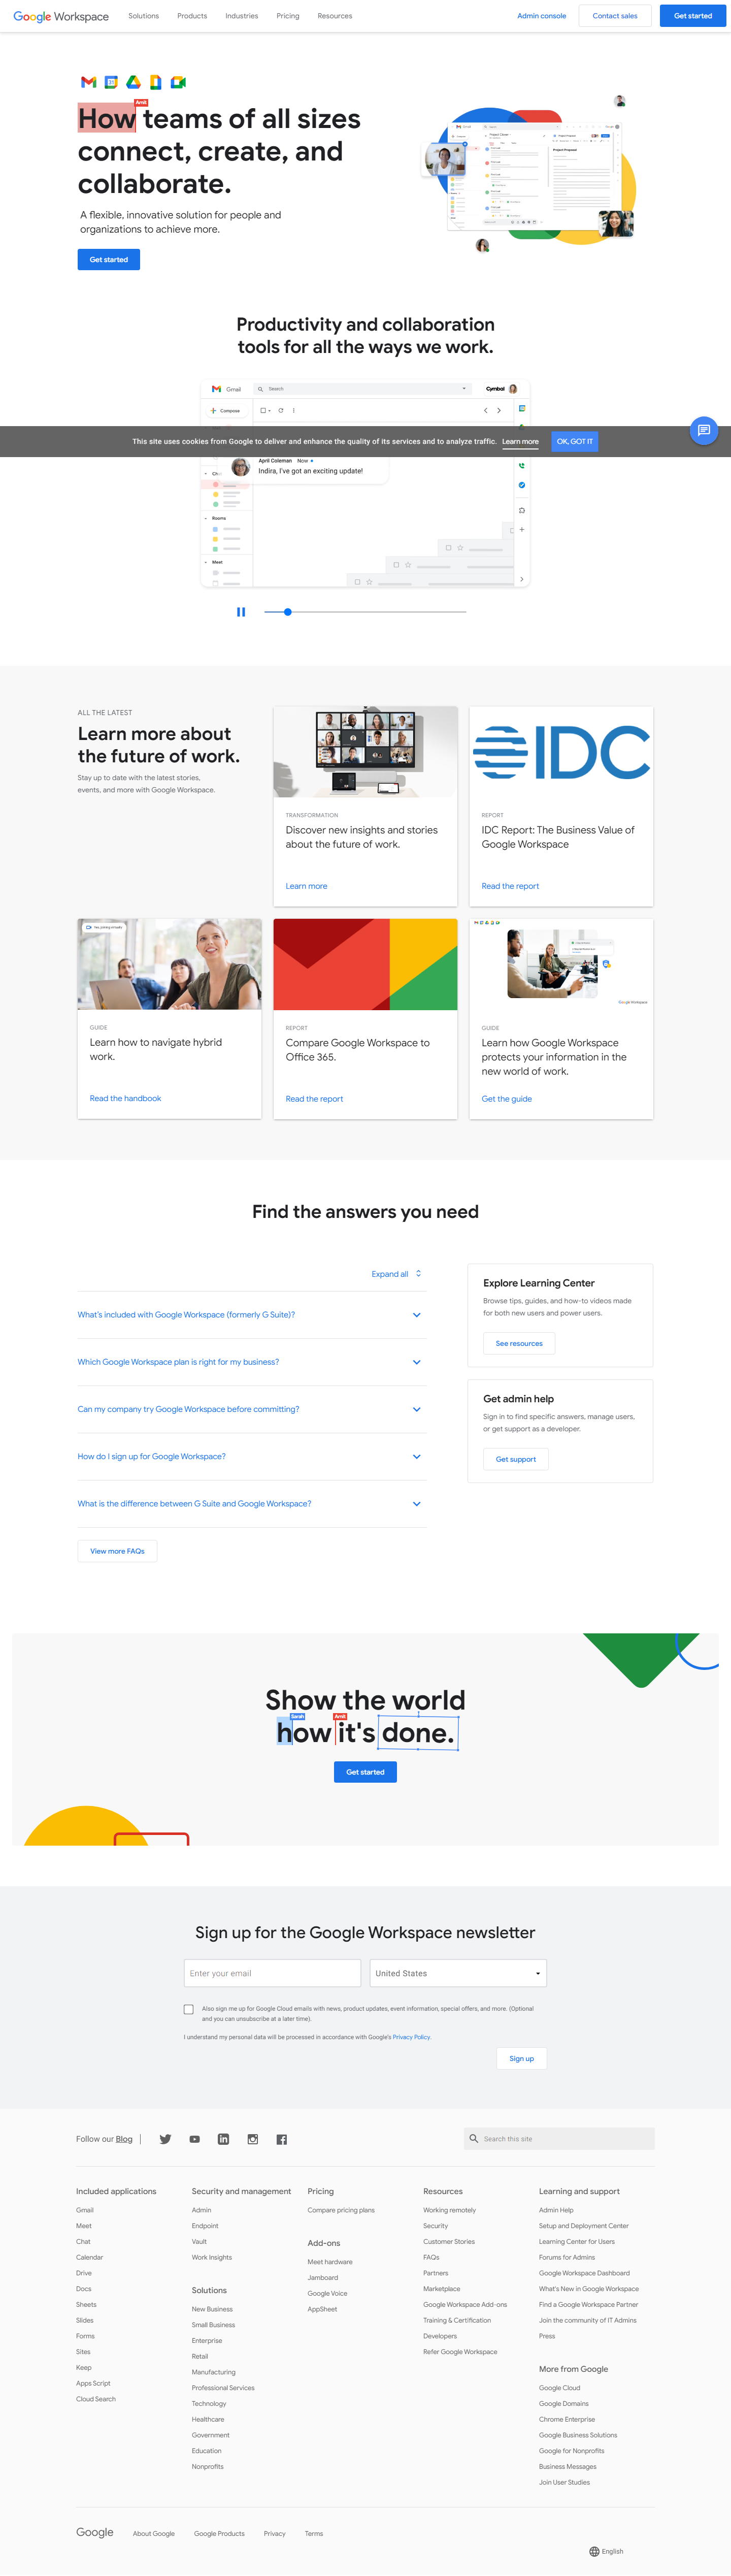 Google Workspace
Solutions
Products
Industries
Pricing
Resources
Admin console
Contact sales
Get started
Amit
How teams of all sizes
connect, create, and
collaborate.
A flexible, innovative solution for people and
organizations to achieve more.
Get started
Productivity and collaboration
tools for all the ways we work.
Gmail
Search
Cymbal
Compose
This site uses cookies from Google to deliver and enhance the quality of its services and to analyze traffic.
Learn more
OK, GOT IT
April Coleman Now
Indira, I've got an exciting update!
Rooms
Meet
ALL THE LATEST
Learn more about
the future of work.
Stay up to date with the latest stories,
events, and more with Google Workspace.
TRANSFORMATION
Discover new insights and stories
about the future of work.
Learn more
IDC
REPORT
IDC Report: The Business Value of
Google Workspace
Read the report
GUIDE
Learn how to navigate hybrid
work.
Read the handbook
REPORT
Compare Google Workspace to
Office 365.
Read the report
Google Workspace
GUIDE
Learn how Google Workspace
protects your information in the
new world of work.
Get the guide
Find the answers you need
Expand all
What's included with Google Workspace (formerly G Suite)?
Which Google Workspace plan is right for my business?
Can my company try Google Workspace before committing?
How do I sign up for Google Workspace?
What is the difference between G Suite and Google Workspace?
View more FAQs
Explore Learning Center
Browse tips, guides, and how-to videos made
for both new users and power users.
See resources
Get admin help
Sign in to find specific answers, manage users,
or get support as a developer.
Get support
Show the world
Sarah
Amit
how it's done.
Get started
Sign up for the Google Workspace newsletter
Enter your email
United States
Also sign me up for Google Cloud emails with news, product updates, event information, special offers, and more. (Optional
and you can unsubscribe at a later time).
I understand my personal data will be processed in accordance with Google's Privacy Policy.
Sign up
Follow our Blog
Search this site
Included applications
Gmail
Meet
Chat
Calendar
Drive
Docs
Sheets
Slides
Forms
Sites
Keep
Apps Script
Cloud Search
Security and management
Admin
Endpoint
Vault
Work Insights
Solutions
New Business
Small Business
Enterprise
Retail
Manufacturing
Professional Services
Technology
Healthcare
Government
Education
Nonprofits
Pricing
Compare pricing plans
Add-ons
Meet hardware
Jamboard
Google Voice
AppSheet
Resources
Working remotely
Security
Customer Stories
FAQs
Partners
Marketplace
Google Workspace Add-ons
Training & Certification
Developers
Refer Google Workspace
Learning and support
Admin Help
Setup and Deployment Center
Learning Center for Users
Forums for Admins
Google Workspace Dashboard
What's New in Google Workspace
Find a Google Workspace Partner
Join the community of IT Admins
Press
More from Google
Google Cloud
Google Domains
Chrome Enterprise
Google Business Solutions
Google for Nonprofits
Business Messages
Join User Studies
Google
About Google
Google Products
Privacy
Terms
English